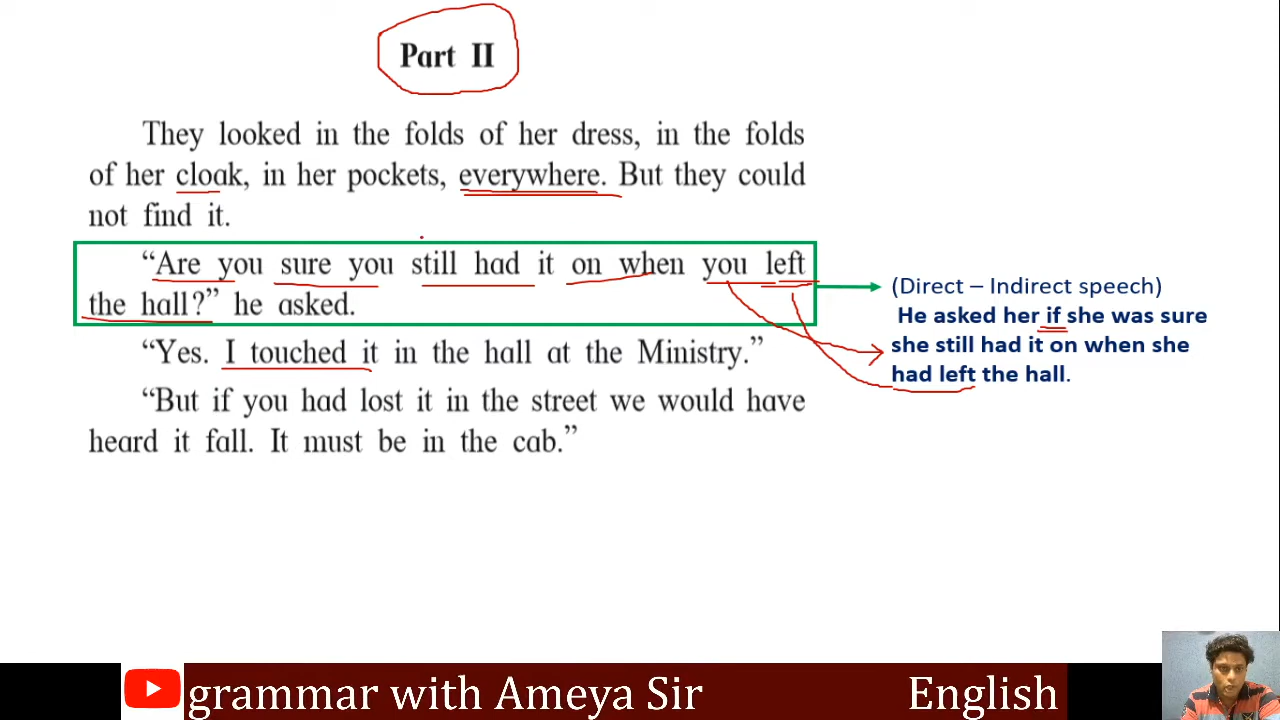 Part II
They looked in the folds of her dress, in the folds
of her cloak, in her pockets, everywhere. But they could
not find it.
“Are you sure you still had it on when you left
the hall?” he asked.
(Direct – Indirect speech)
He asked her if she was sure
she still had it on when she
had left the hall.
“Yes. I touched it in the hall at the Ministry.”
“But if you had lost it in the street we would have
heard it fall. It must be in the cab.”
grammar with Ameya Sir
English